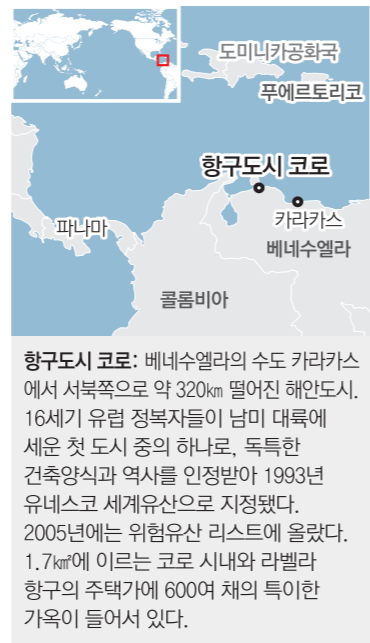 도미니카공화국
푸에르토리코
항구도시 코로
카라카스
파나마
베네수엘라
콜롬비아
항구도시 코로: 베네수엘라의 수도 카라카스
에서 서북쪽으로 약 320㎞ 떨어진 해안도시.
16세기 유럽 정복자들이 남미 대륙에
세운 첫 도시 중의 하나로, 독특한
건축양식과 역사를 인정받아 1993년
유네스코 세계유산으로 지정됐다.
2005년에는 위험유산 리스트에 올랐다.
1.7㎢에 이르는 코로 시내와 라벨라
항구의 주택가에 600여 채의 특이한
가옥이 들어서 있다.